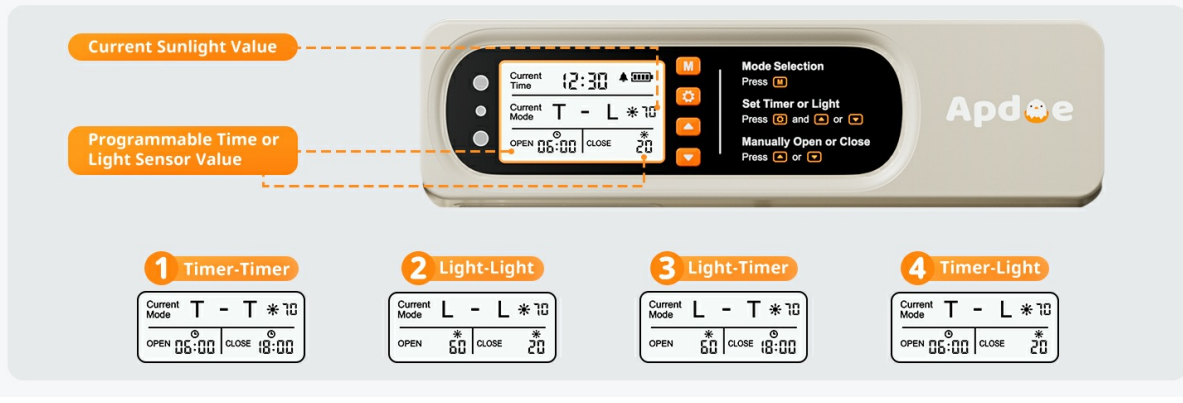 Current Sunlight Value
Programmable Time or
Light Sensor Value
Current
Time
12:30
Current
Mode
T - L 70
OPEN 06:00 CLOSE 20
M
Mode Selection
Press M
Set Timer or Light
Press and or
Manually Open or Close
Press or
Apdoe
1 Timer-Timer
Current
Mode
T - T 70
OPEN 06:00 CLOSE 18:00
2 Light-Light
Current
Mode
L - L 70
OPEN 60 CLOSE 20
3 Light-Timer
Current
Mode
L - T 70
OPEN 60 CLOSE 18:00
4 Timer-Light
Current
Mode
T - L 70
OPEN 06:00 CLOSE 20